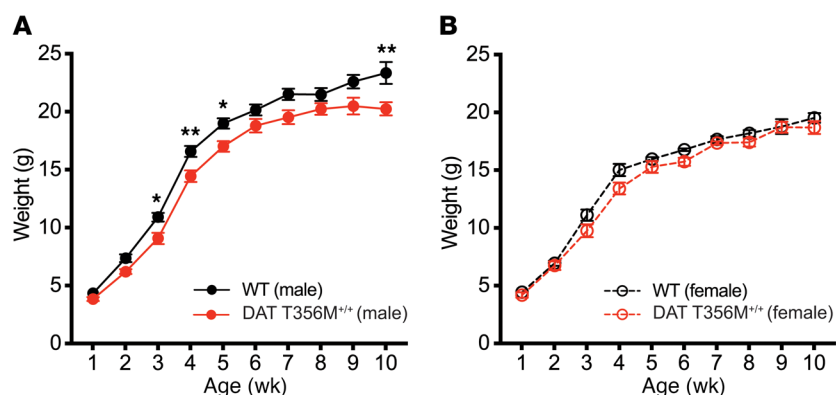 A
Weight (g)
25
20
15
10
5
0
*
**
*
**
WT (male)
DAT T356M+/+ (male)
1 2 3 4 5 6 7 8 9 10
Age (wk)
B
Weight (g)
25
20
15
10
5
0
WT (female)
DAT T356M+/+ (female)
1 2 3 4 5 6 7 8 9 10
Age (wk)